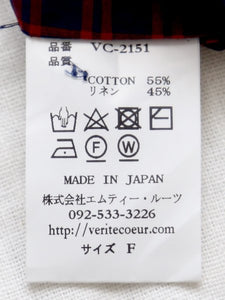 品番 VC-2151
品質
COTTON 55%
リネン 45%
MADE IN JAPAN
株式会社エムティー・ルーツ
092-533-3226
http://veritecoeur.com/
サイズ F